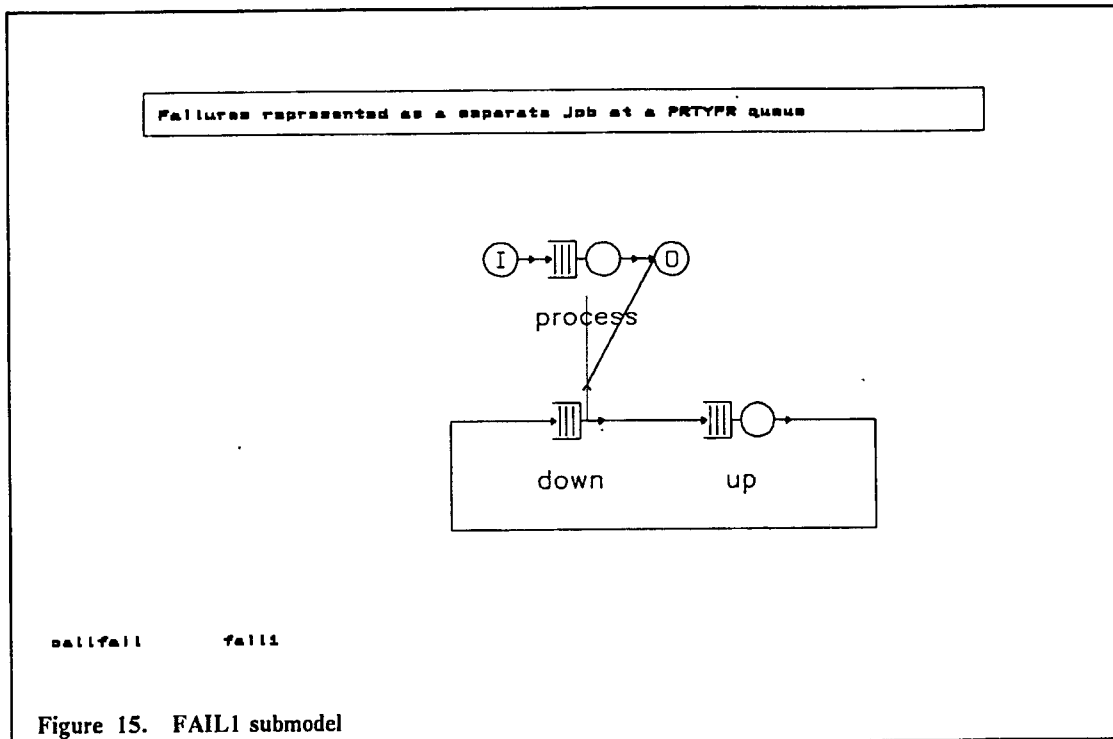 Failures represented as a separate Job at a PRTYPR queue
I
O
process
down
up
callfail fail1
Figure 15. FAIL1 submodel